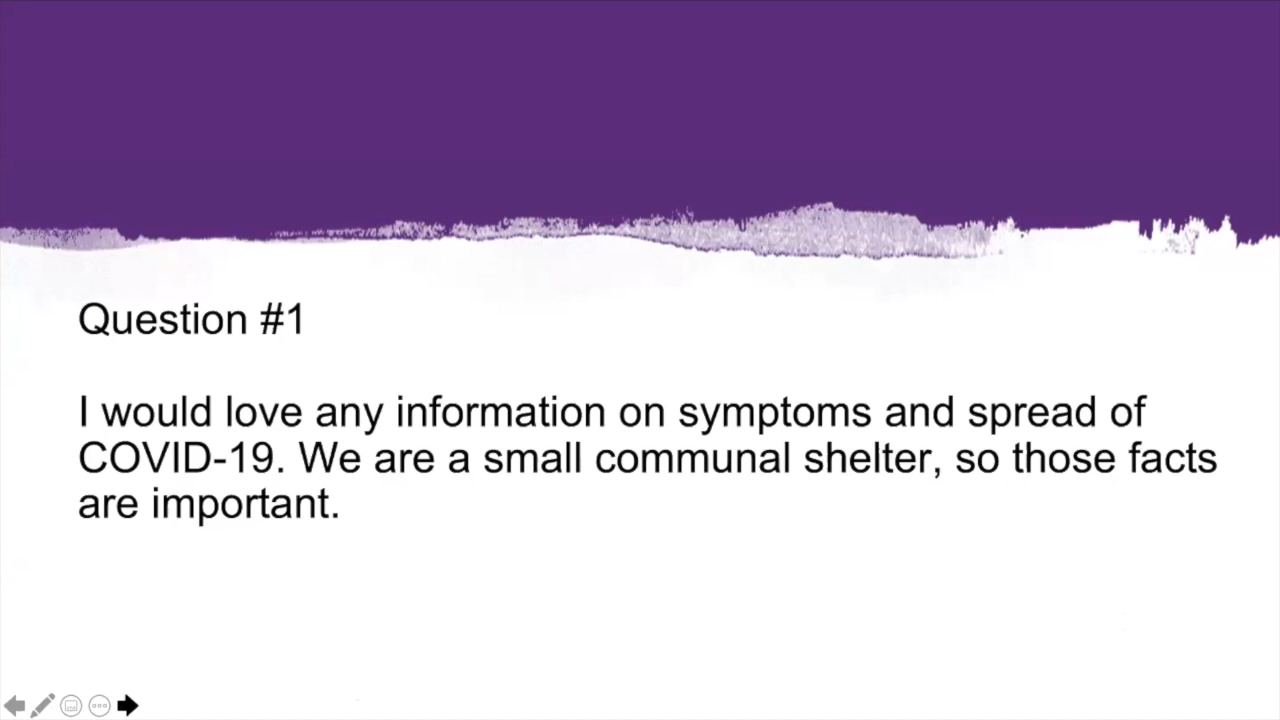 Question #1
I would love any information on symptoms and spread of
COVID-19. We are a small communal shelter, so those facts
are important.